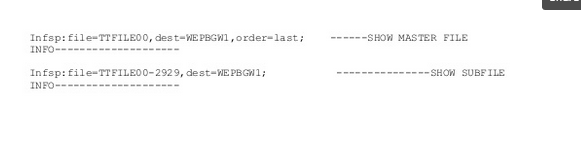 Infsp:file=TTFILE00,dest=WEPBGW1,order=last; ------SHOW MASTER FILE
INFO--------------------
Infsp:file=TTFILE00-2929,dest=WEPBGW1; ---------------SHOW SUBFILE
INFO--------------------